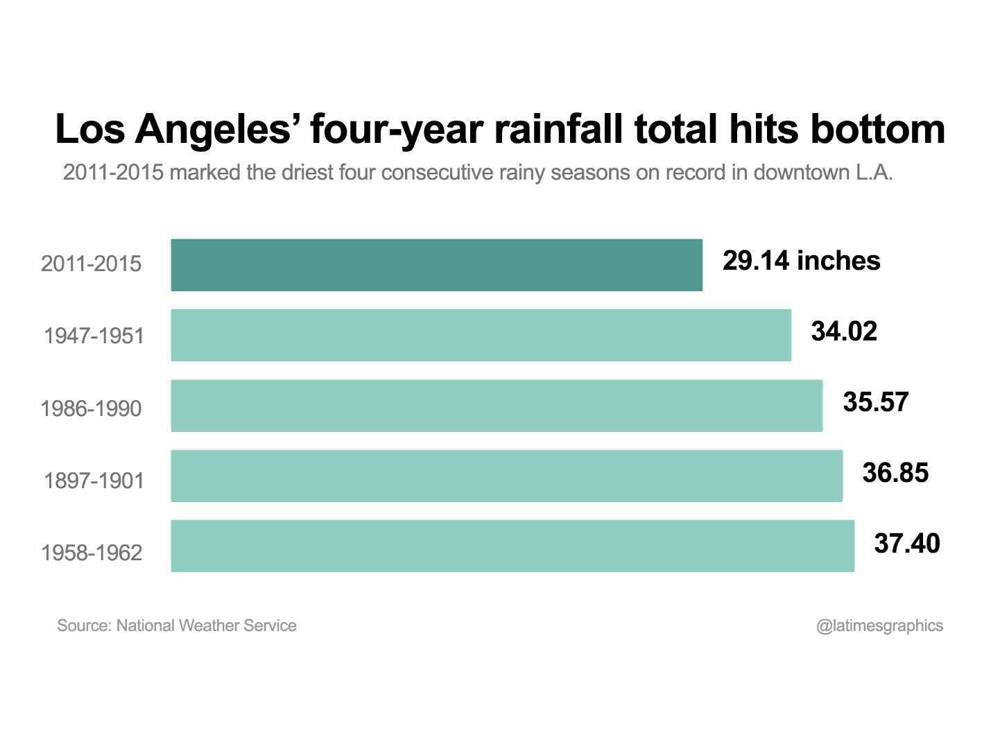 Los Angeles’ four-year rainfall total hits bottom
2011-2015 marked the driest four consecutive rainy seasons on record in downtown L.A.
2011-2015 29.14 inches
1947-1951 34.02
1986-1990 35.57
1897-1901 36.85
1958-1962 37.40
Source: National Weather Service @latimesgraphics